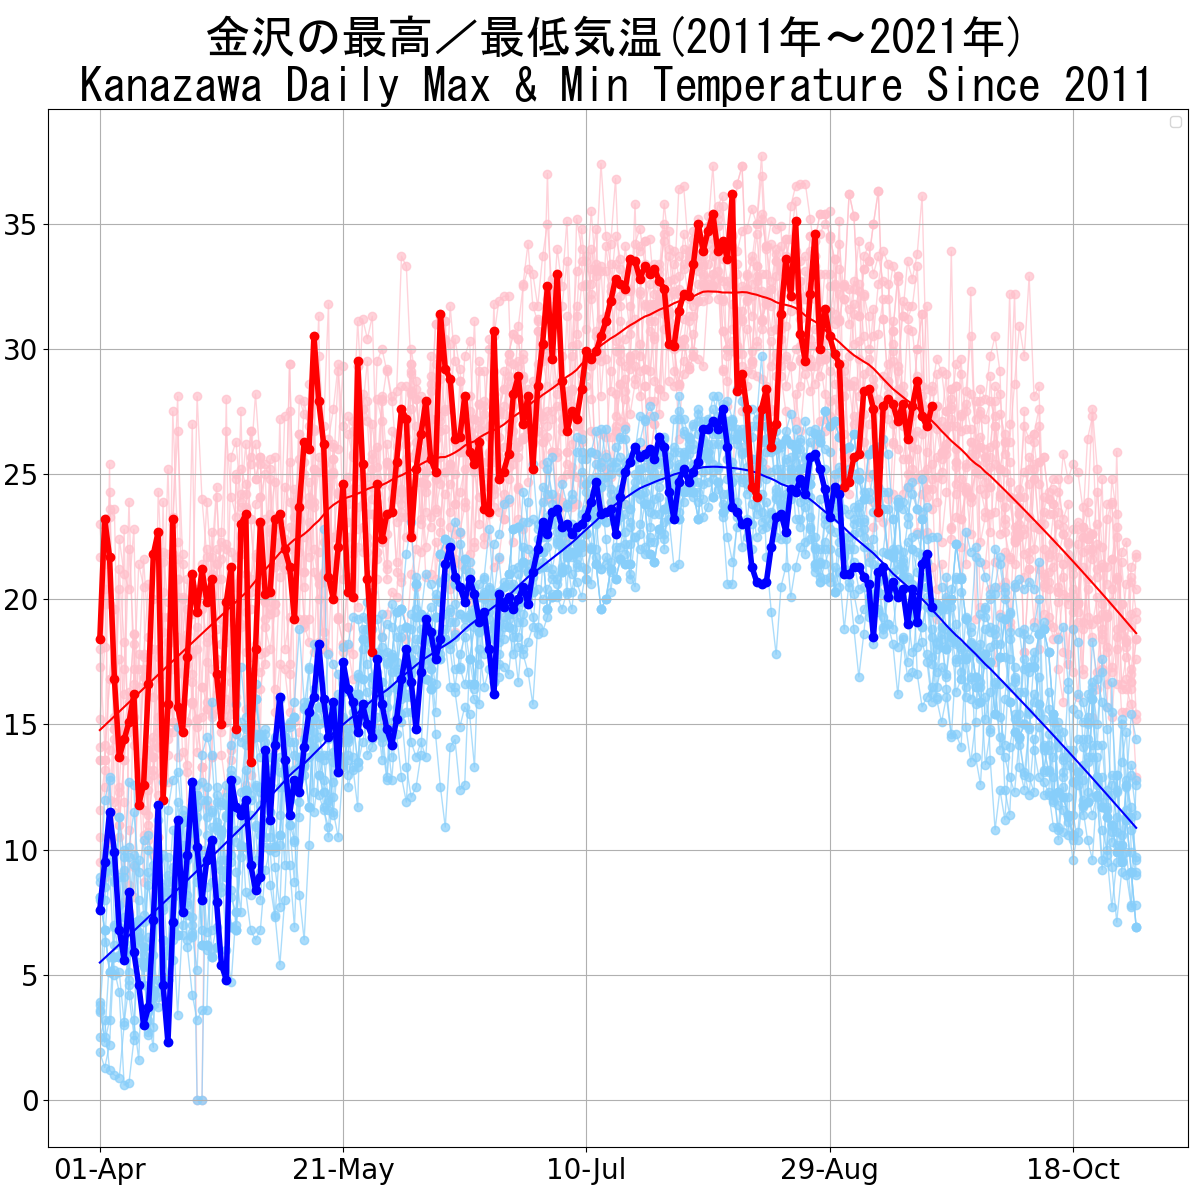 金沢の最高／最低気温(2011年～2021年)
Kanazawa Daily Max & Min Temperature Since 2011
35
30
25
20
15
10
5
0
01-Apr 21-May 10-Jul 29-Aug 18-Oct